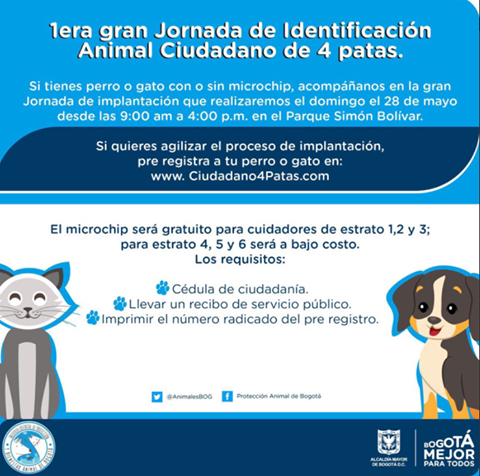 1era gran Jornada de Identificación
Animal Ciudadano de 4 patas.
Si tienes perro o gato con o sin microchip, acompáñanos en la gran
Jornada de implantación que realizaremos el domingo el 28 de mayo
desde las 9:00 am a 4:00 p.m. en el Parque Simón Bolívar.
Si quieres agilizar el proceso de implantación,
pre registra a tu perro o gato en:
www. Ciudadano4Patas.com
El microchip será gratuito para cuidadores de estrato 1,2 y 3;
para estrato 4, 5 y 6 será a bajo costo.
Los requisitos:
Cédula de ciudadanía.
Llevar un recibo de servicio público.
Imprimir el número radicado del pre registro.
@AnimalesBOG
Protección Animal de Bogotá
ALCALDÍA MAYOR
DE BOGOTÁ D.C.
BOGOTÁ
MEJOR
PARA TODOS